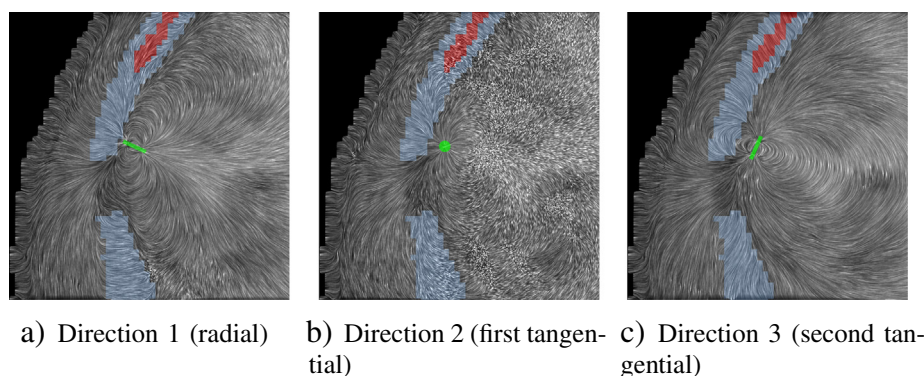 a) Direction 1 (radial)
b) Direction 2 (first tangen-
tial)
c) Direction 3 (second tan-
gential)